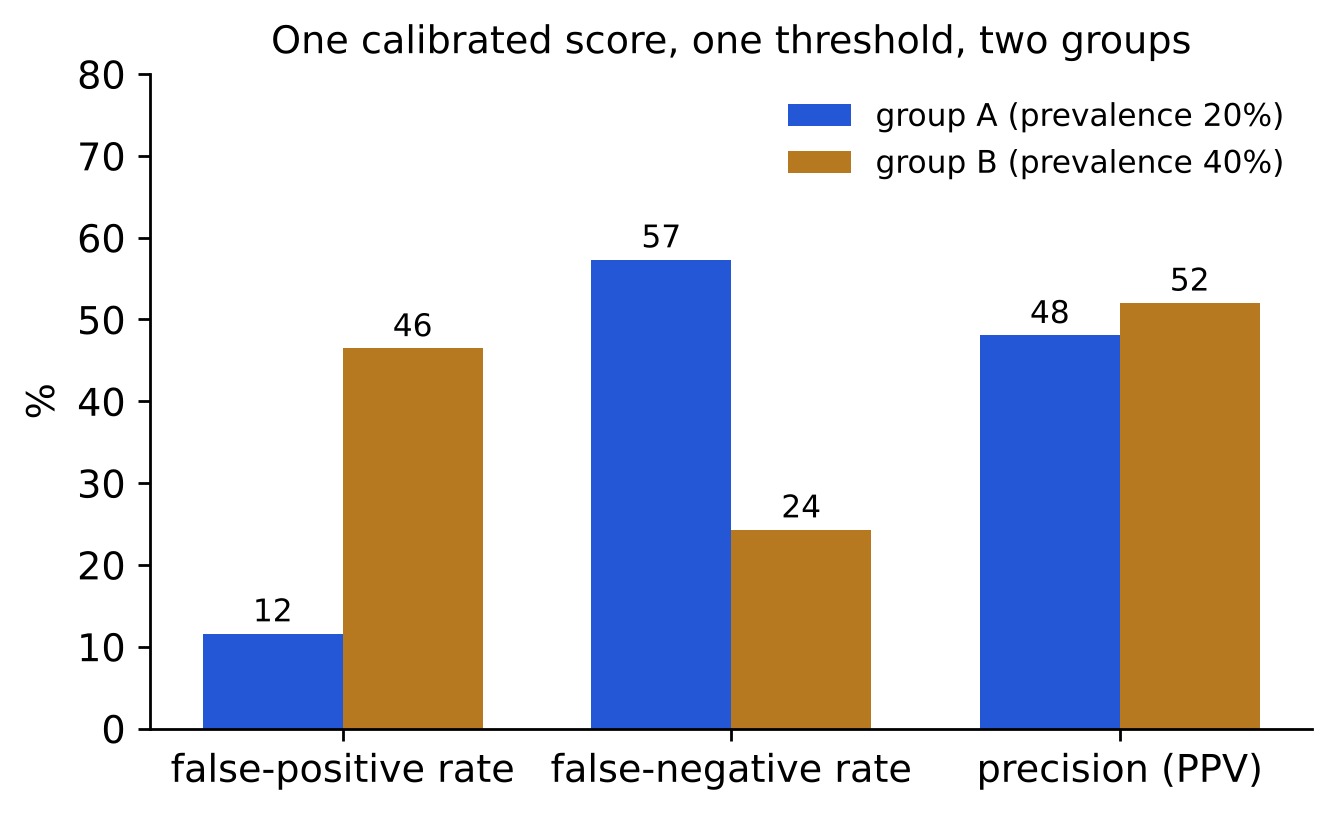 One calibrated score, one threshold, two groups
80
70
60
50
40
30
20
10
0
%
group A (prevalence 20%)
group B (prevalence 40%)
12
46
57
24
48
52
false-positive rate
false-negative rate
precision (PPV)